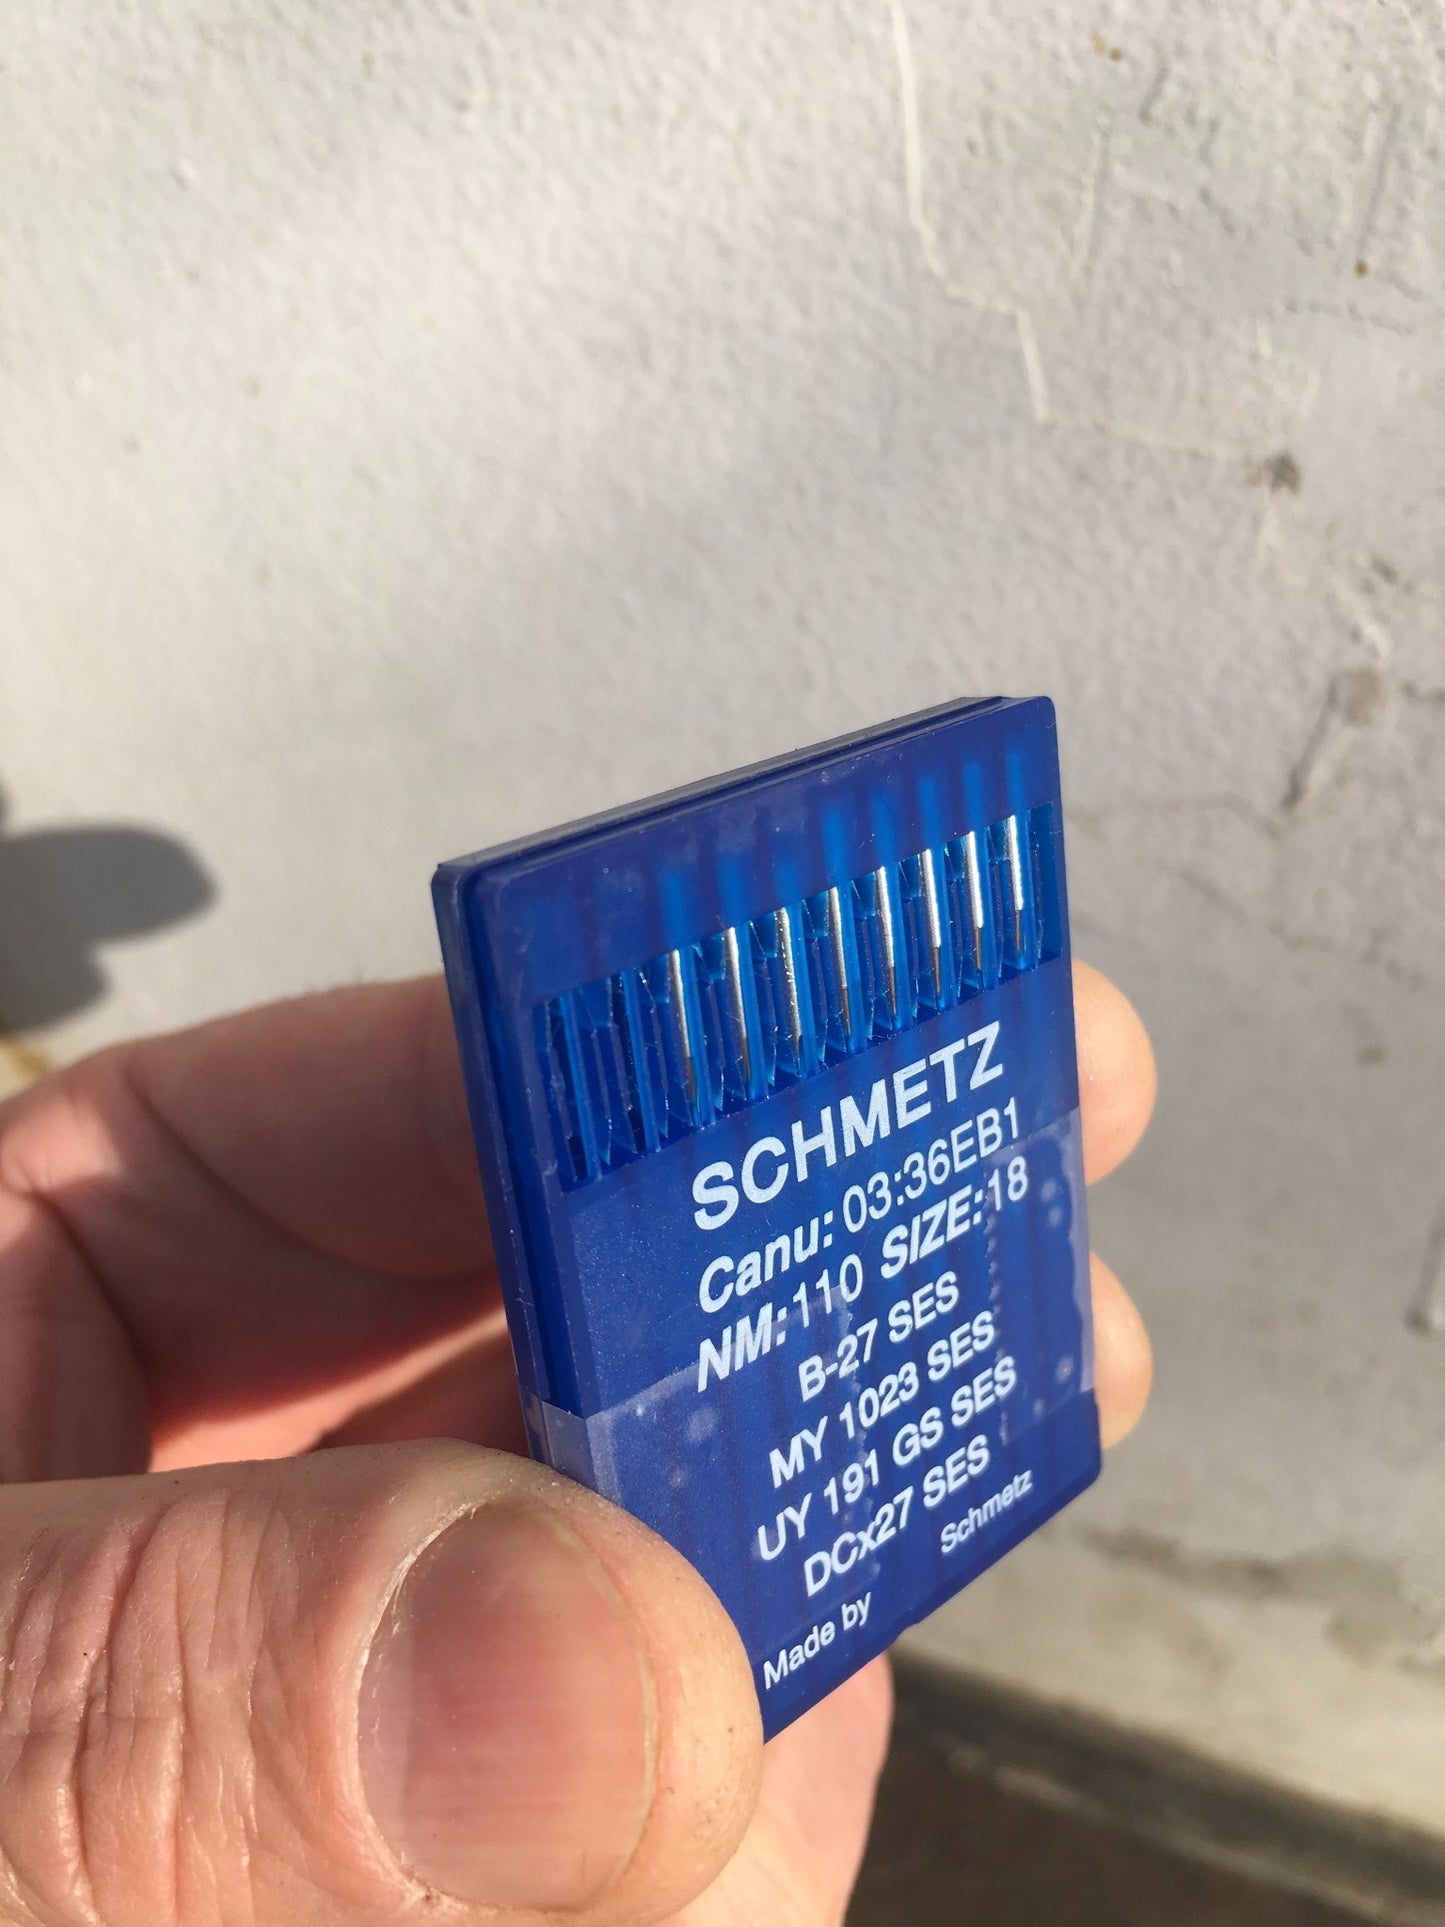 SCHMETZ
Canu: 03:36EB1
NM:110 SIZE:18
B-27 SES
MY 1023 SES
UY 191 GS SES
DCx27 SES
Made by Schmetz